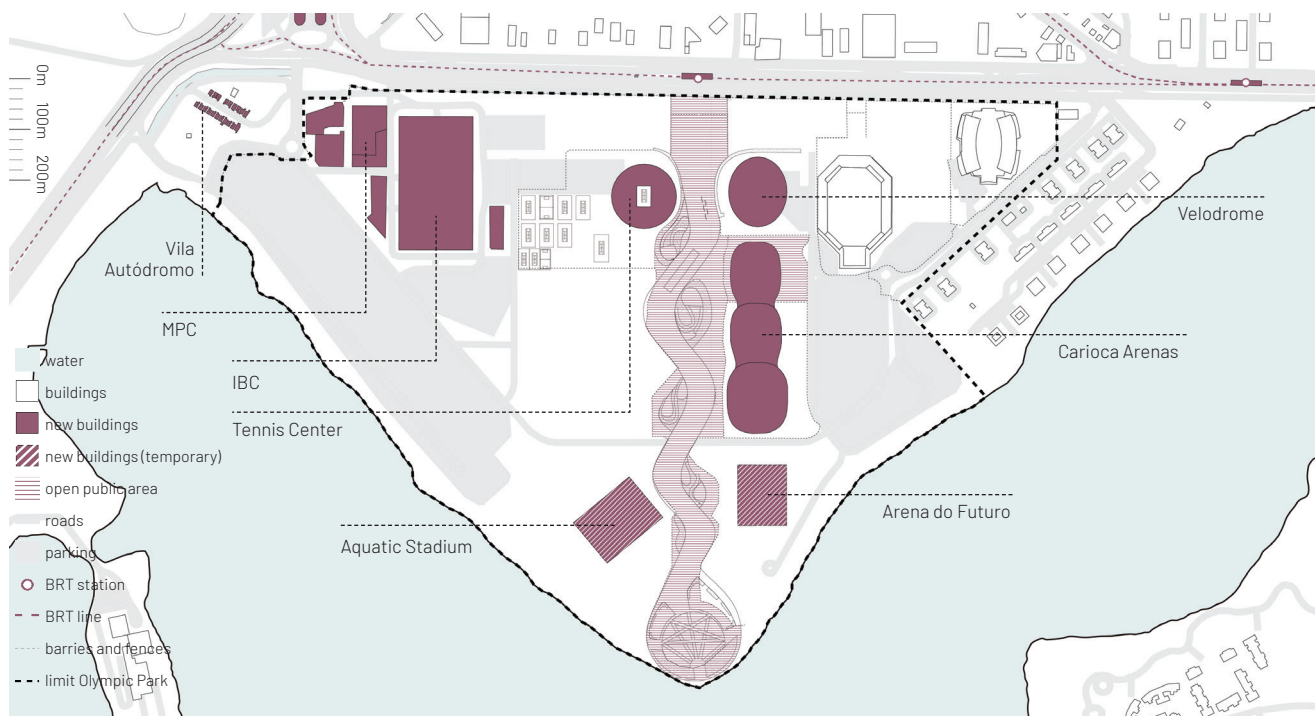 0m
100m
200m
Vila
Autódromo
MPC
IBC
Tennis Center
Aquatic Stadium
Velodrome
Carioca Arenas
Arena do Futuro
water
buildings
new buildings
new buildings (temporary)
open public area
roads
parking
BRT station
BRT line
barries and fences
limit Olympic Park